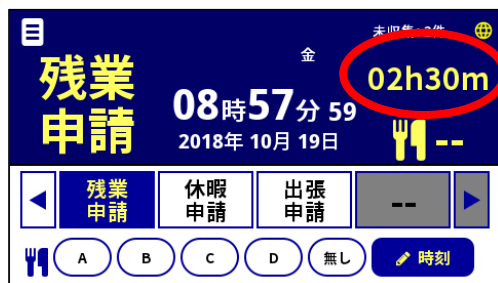 未収集:2件
金
残業
申請
02h30m
08時57分 59
2018年 10月 19日
--
残業
申請
休暇
申請
出張
申請
--
A
B
C
D
無し
時刻